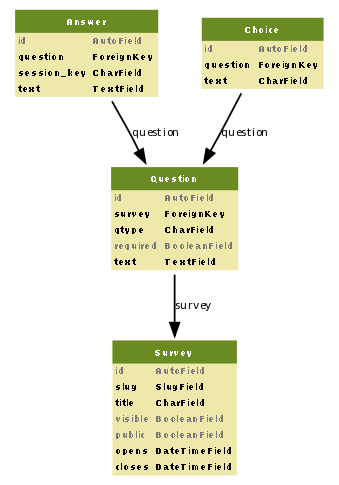 Answer
id AutoField
question ForeignKey
session_key CharField
text TextField
Choice
id AutoField
question ForeignKey
text CharField
question
question
Question
id AutoField
survey ForeignKey
qtype CharField
required BooleanField
text TextField
survey
Survey
id AutoField
slug SlugField
title CharField
visible BooleanField
public BooleanField
opens DateTimeField
closes DateTimeField